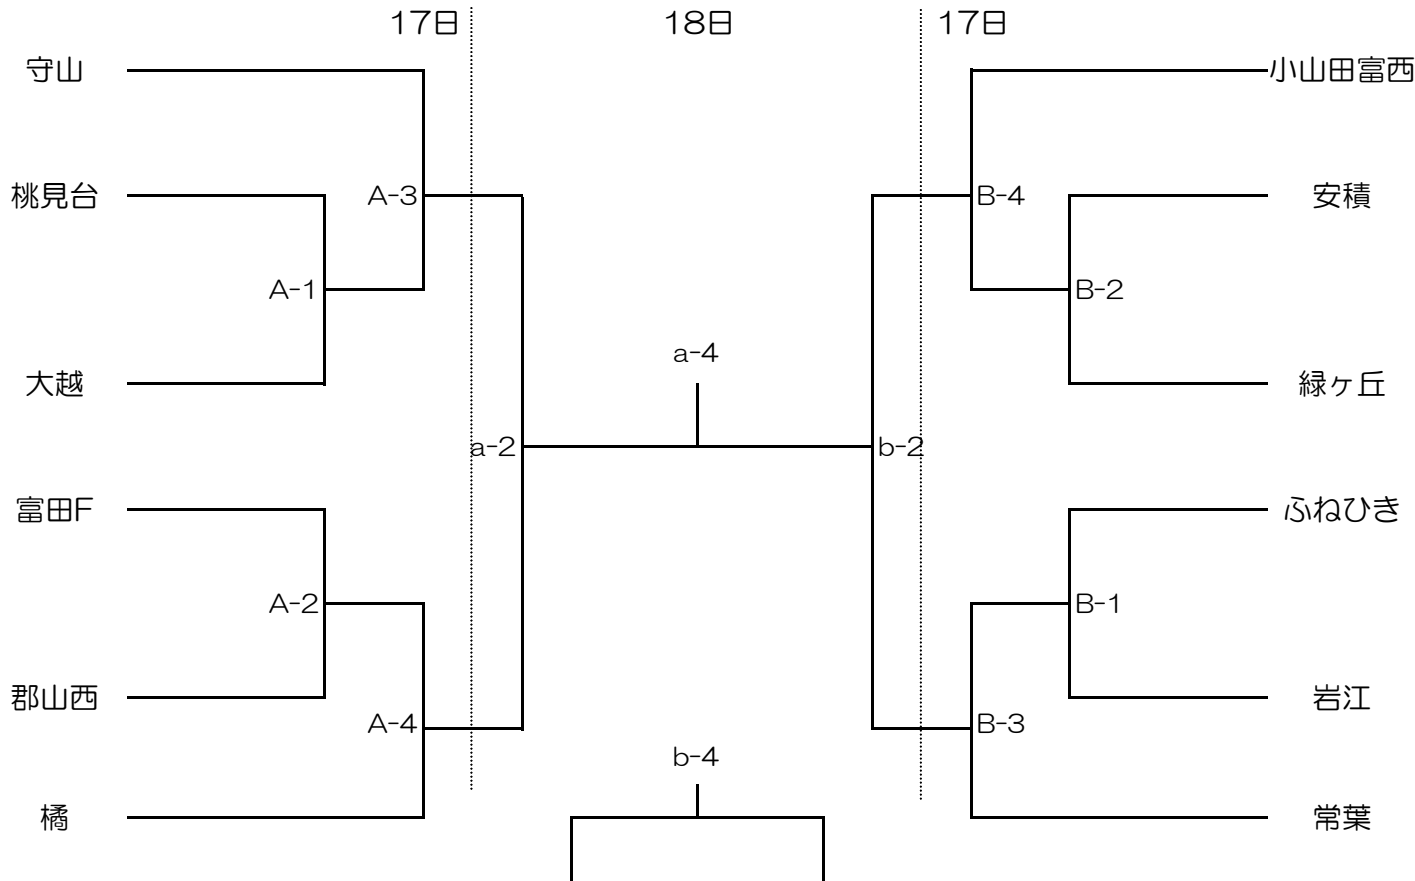 17日 18日 17日
守山 小山田富西
桃見台 A-3 B-4 安積
A-1 B-2
a-4
大越 緑ヶ丘
a-2 b-2
富田F ふねひき
A-2 B-1
郡山西 岩江
A-4 B-3
b-4
橘 常葉